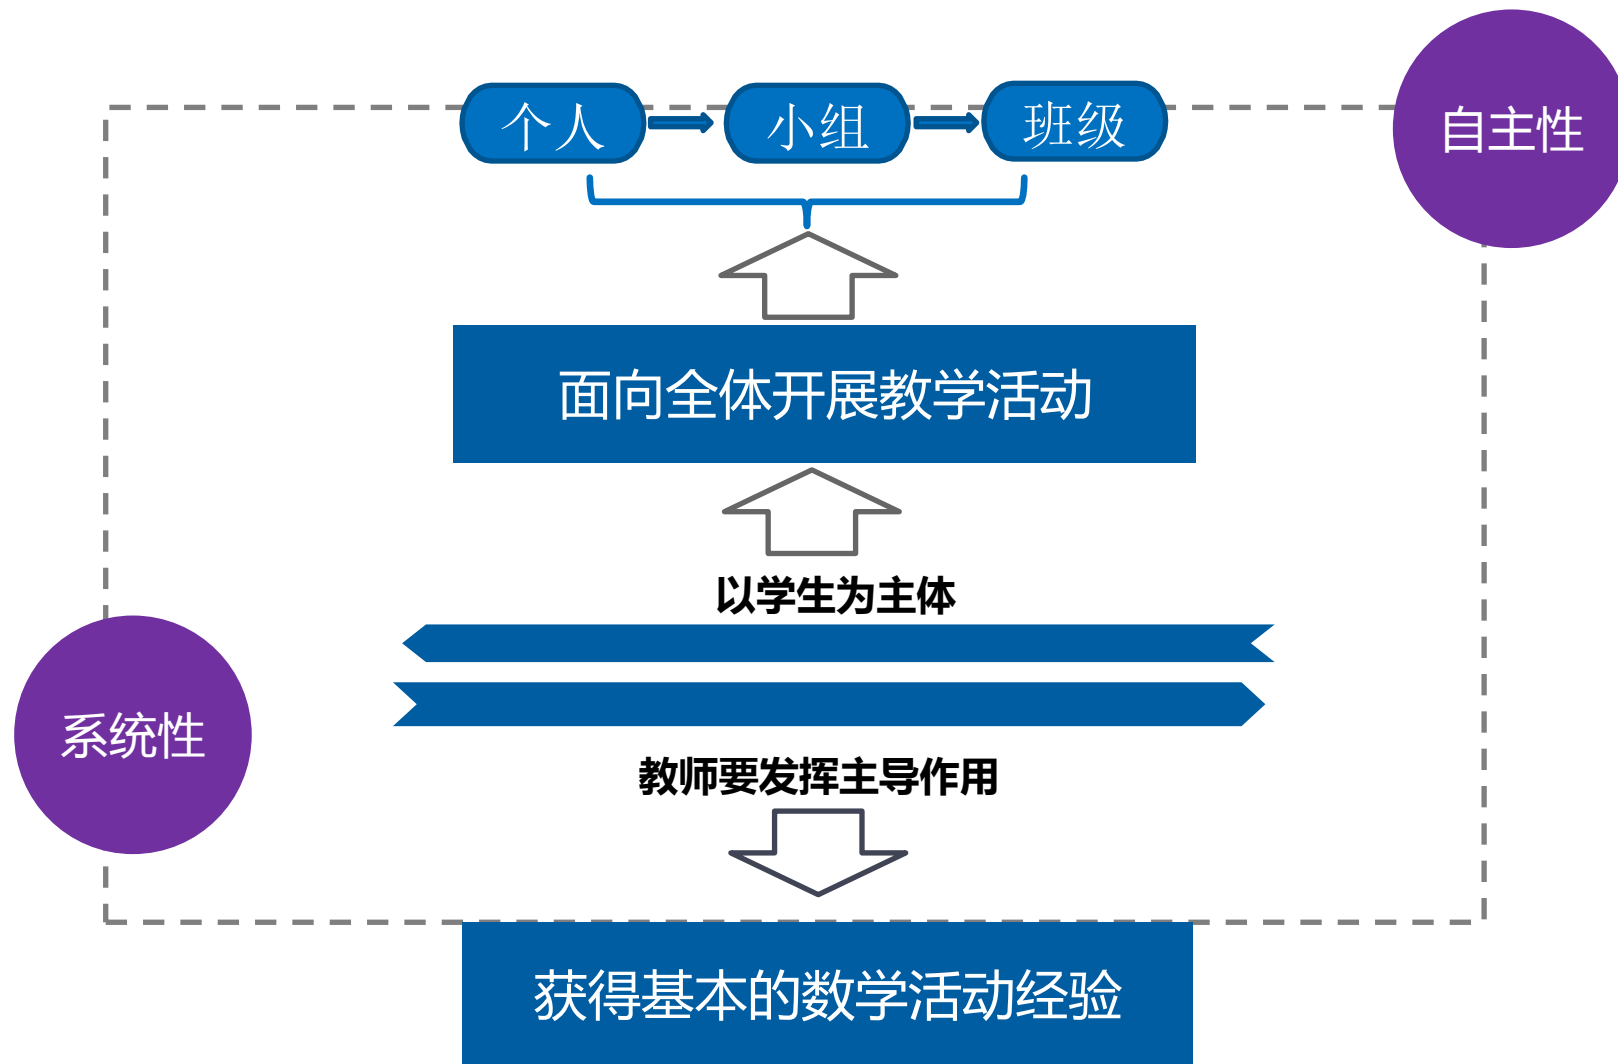 个人
小组
班级
自主性
面向全体开展教学活动
以学生为主体
系统性
教师要发挥主导作用
获得基本的数学活动经验